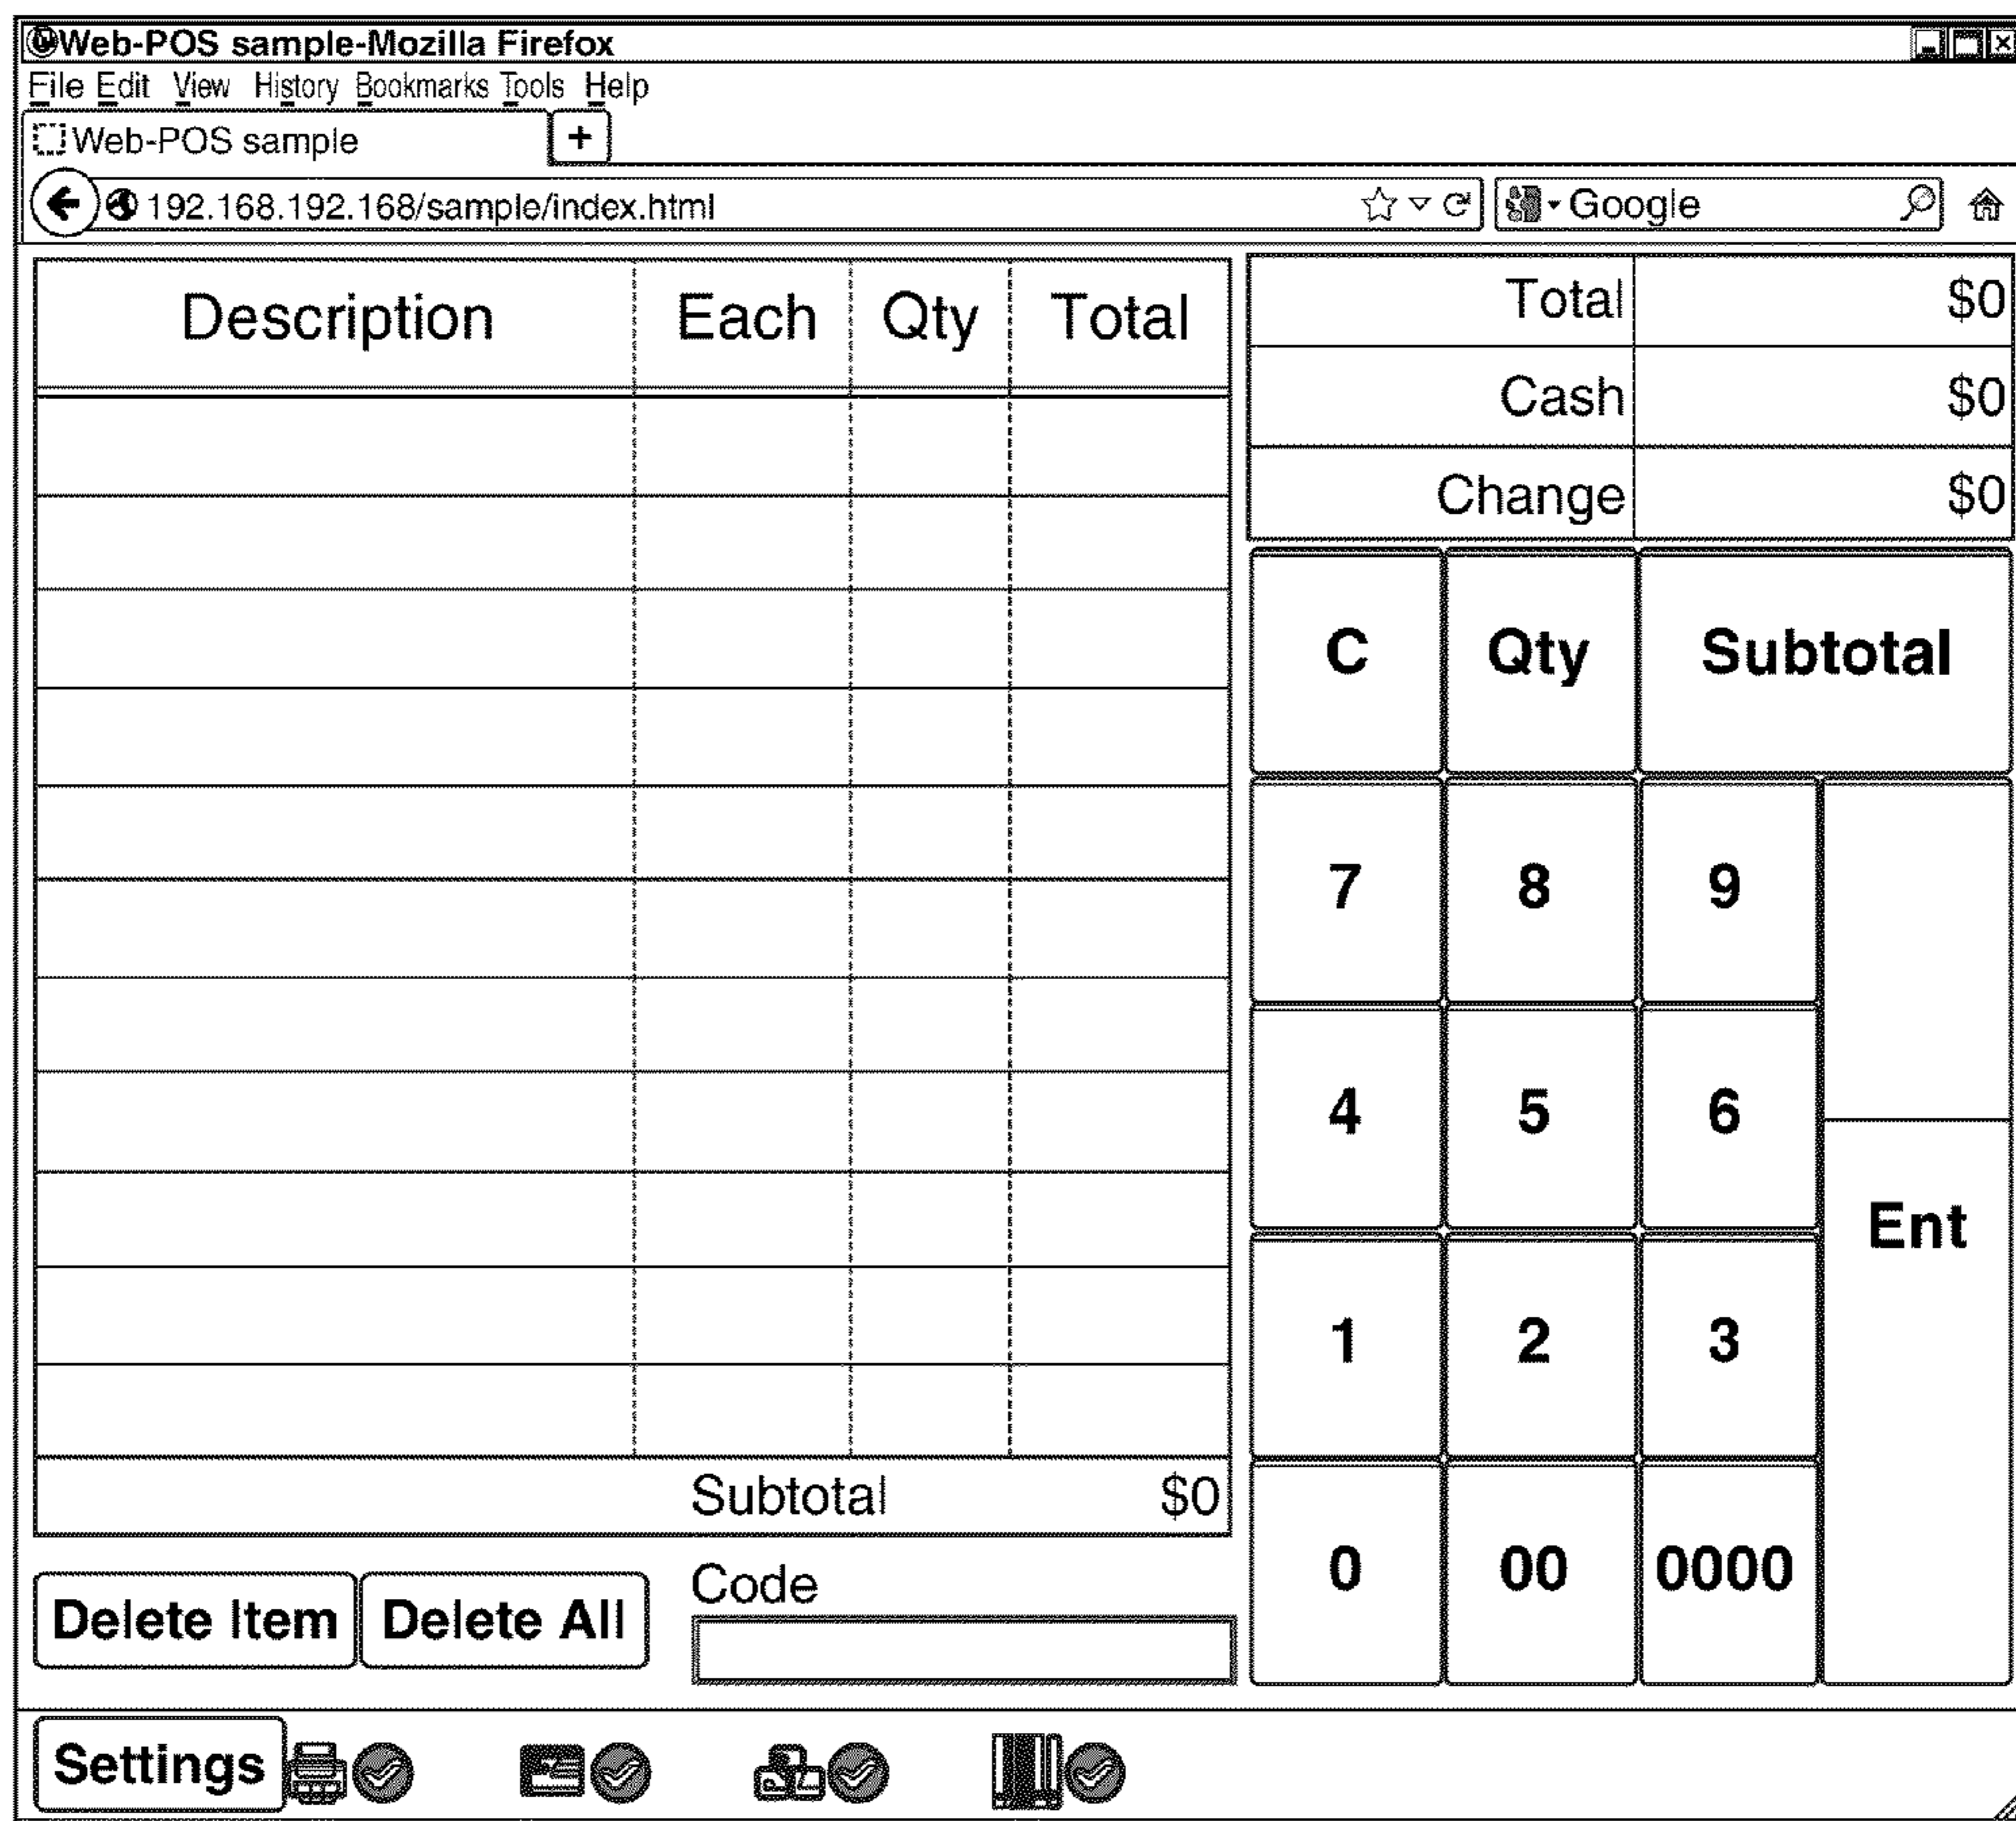 Web-POS sample-Mozilla Firefox
File Edit View History Bookmarks Tools Help
Web-POS sample +
192.168.192.168/sample/index.html Google
Description Each Qty Total
Subtotal $0
Total $0
Cash $0
Change $0
C Qty Subtotal
7 8 9
4 5 6
Ent
1 2 3
0 00 0000
Code
Delete Item Delete All
Settings